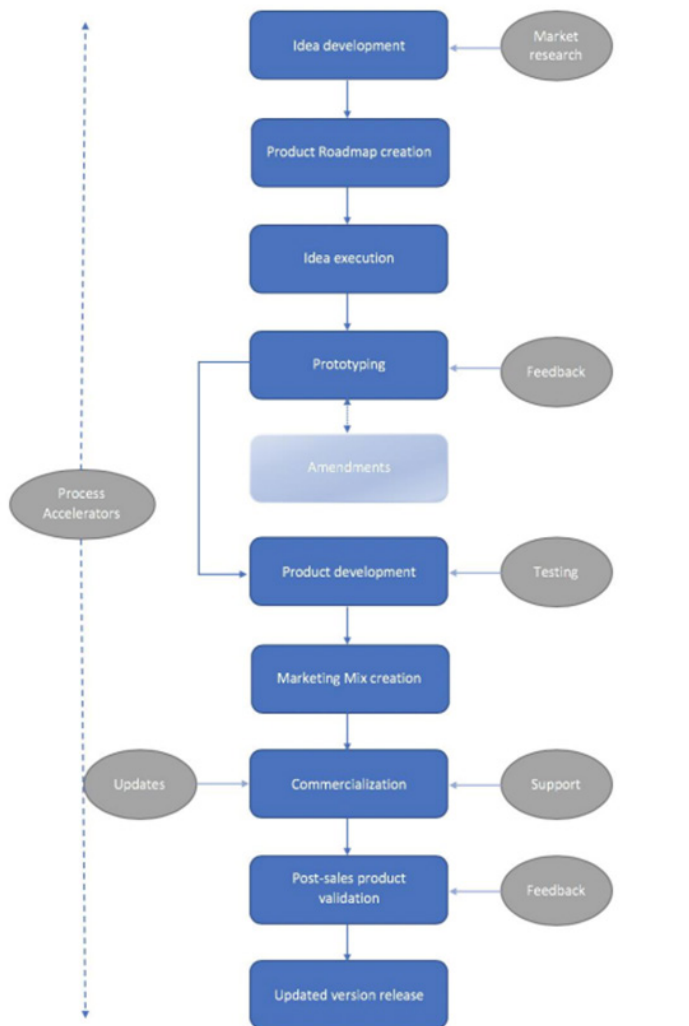 Idea development
Market
research
Product Roadmap creation
Idea execution
Prototyping
Feedback
Amendments
Process
Accelerators
Product development
Testing
Marketing Mix creation
Updates
Commercialization
Support
Post-sales product
validation
Feedback
Updated version release